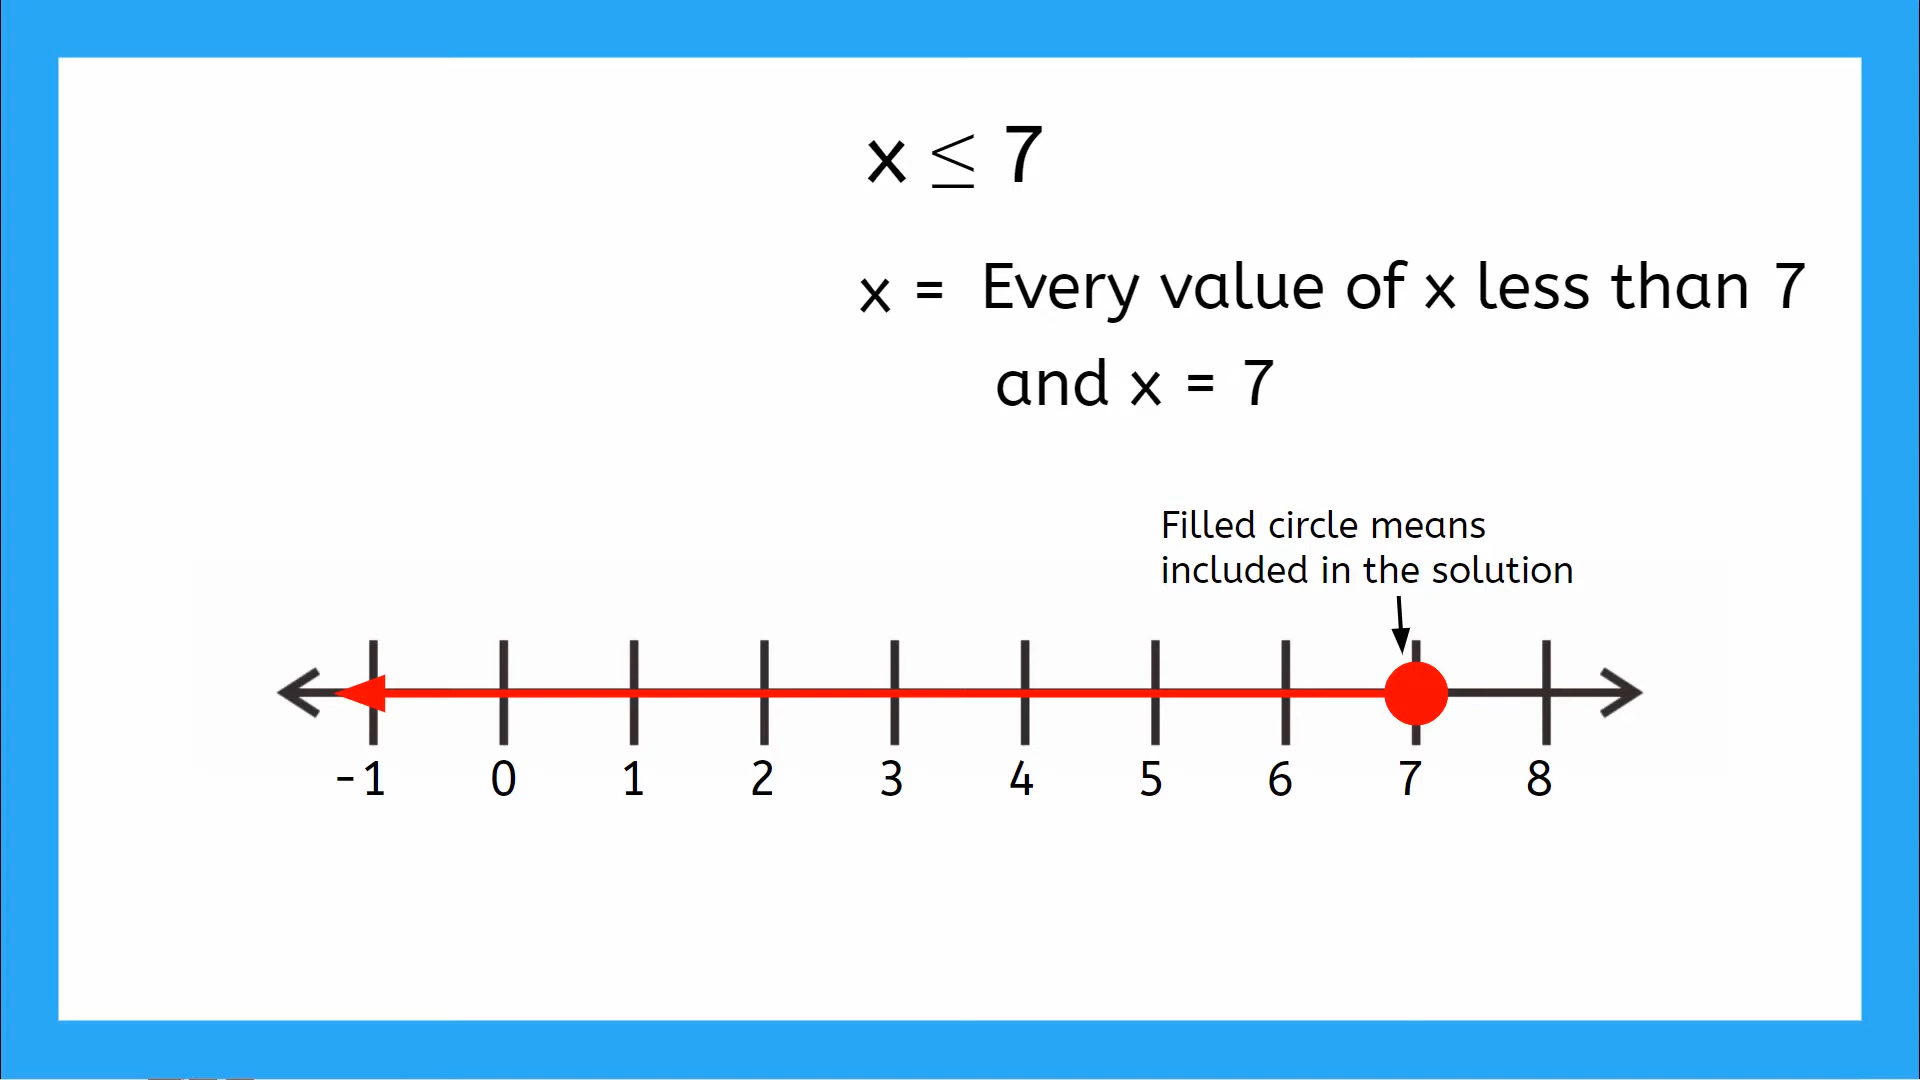 x ≤ 7
x = Every value of x less than 7
and x = 7
Filled circle means
included in the solution
-1 0 1 2 3 4 5 6 7 8